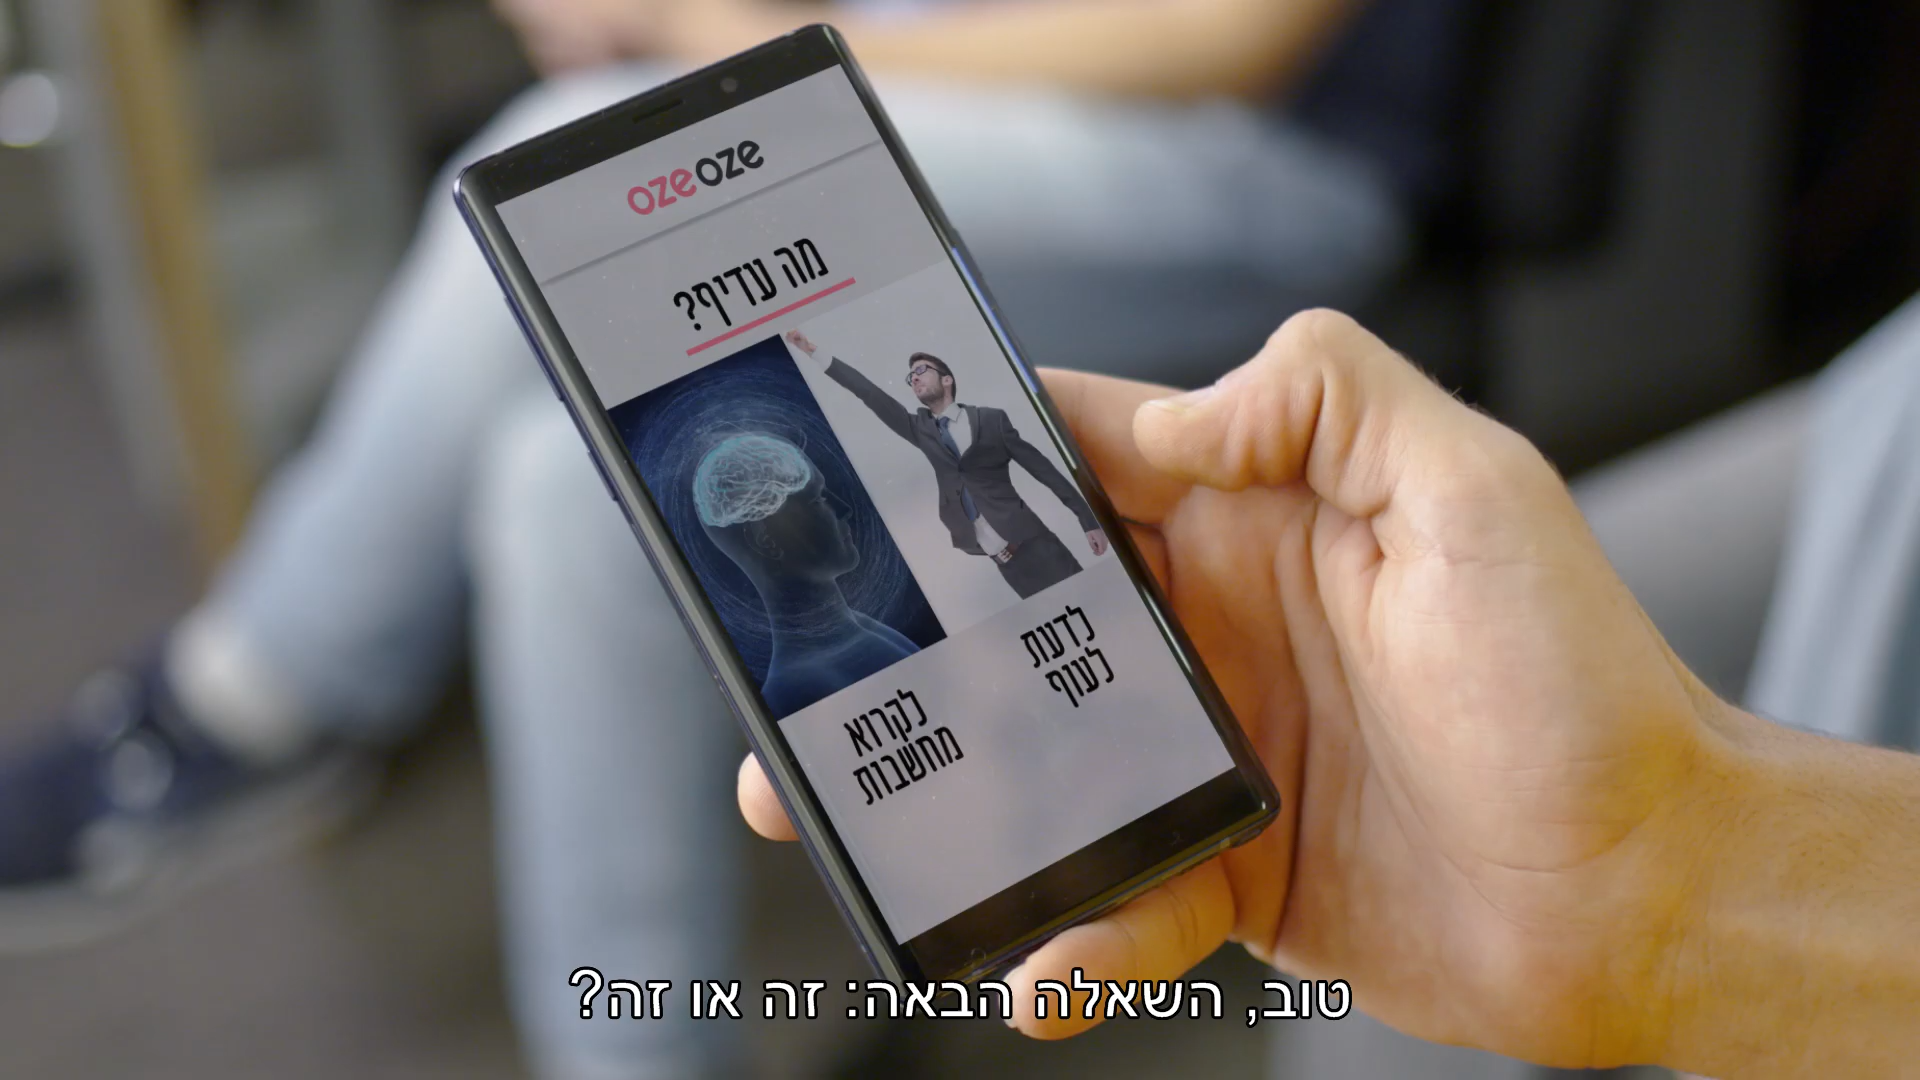 ozeoze
מה עדיף?
לדעת
לעוף
לקרוא
מחשבות
טוב, השאלה הבאה: זה או זה?